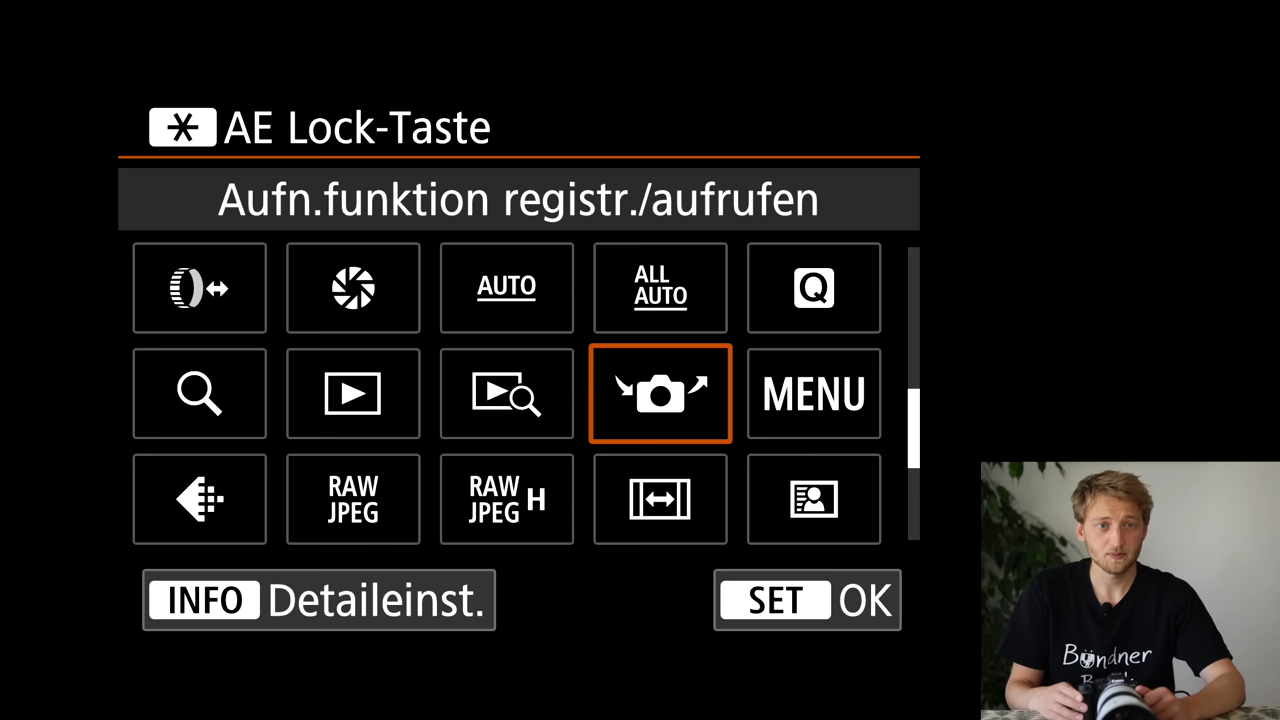 AE Lock-Taste
Aufn.funktion registr./aufrufen
AUTO
ALL
AUTO
Q
MENU
RAW
JPEG
RAW
JPEG H
INFO Detaileinst.
SET OK
Bündner